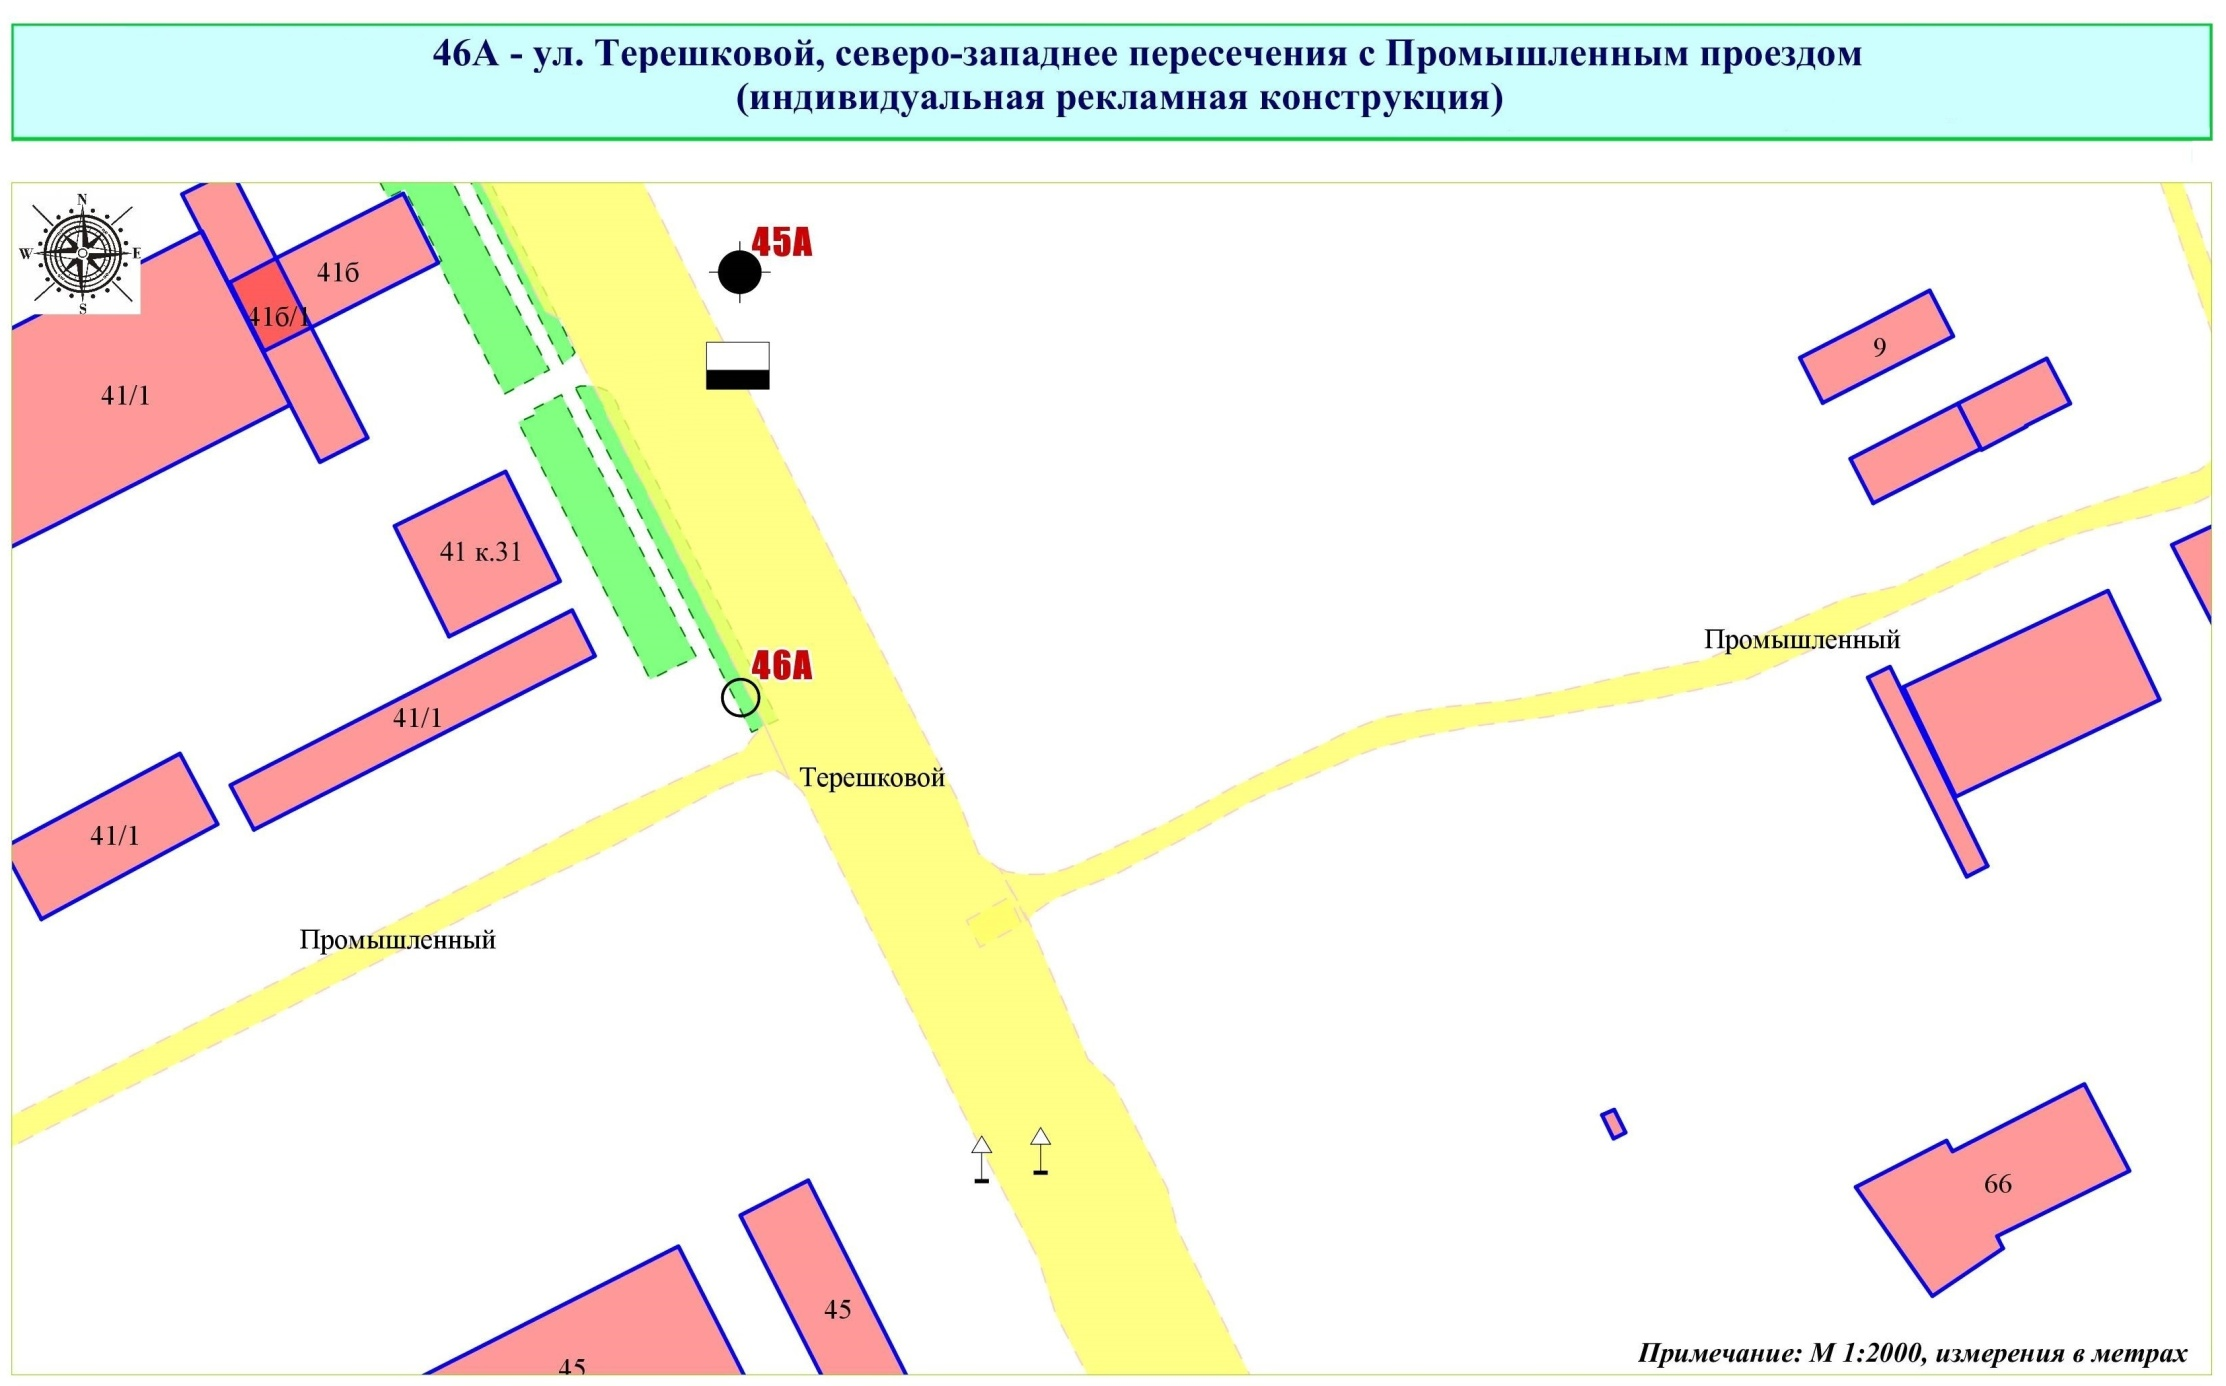 46А - ул. Терешковой, северо-западнее пересечения с Промышленным проездом
(индивидуальная рекламная конструкция)
N
W E
S
45А
41б
41б/1
41/1
9
41 к.31
Промышленный
46А
41/1
Терешковой
41/1
Промышленный
66
45
45
Примечание: М 1:2000, измерения в метрах